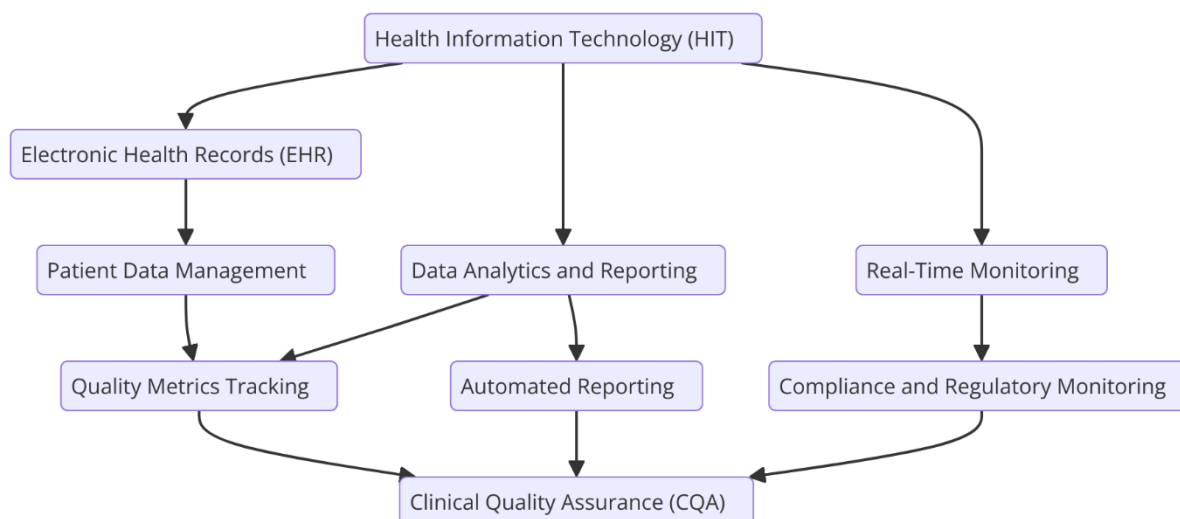 Health Information Technology (HIT)
Electronic Health Records (EHR)
Patient Data Management
Data Analytics and Reporting
Real-Time Monitoring
Quality Metrics Tracking
Automated Reporting
Compliance and Regulatory Monitoring
Clinical Quality Assurance (CQA)